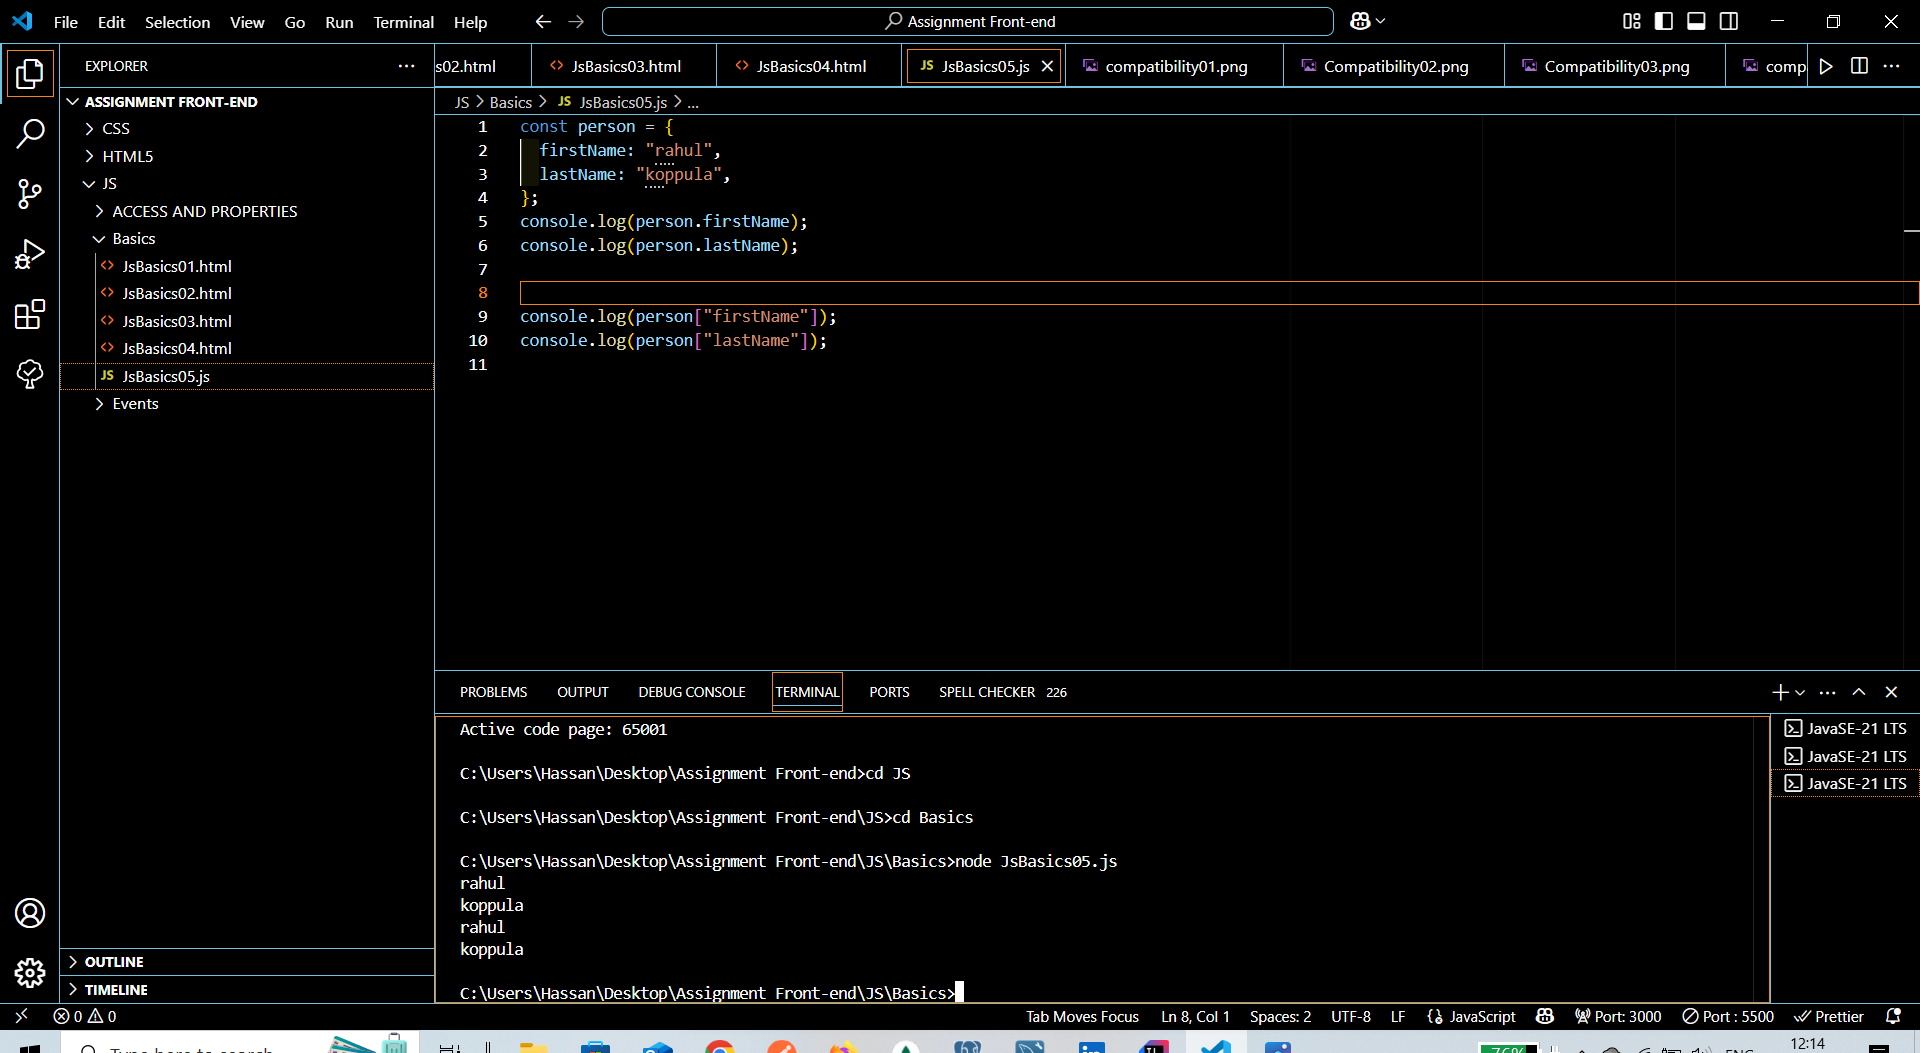 File Edit Selection View Go Run Terminal Help
Assignment Front-end
EXPLORER
ASSIGNMENT FRONT-END
CSS
HTML5
JS
ACCESS AND PROPERTIES
Basics
JsBasics01.html
JsBasics02.html
JsBasics03.html
JsBasics04.html
JS JsBasics05.js
Events
OUTLINE
TIMELINE
s02.html JsBasics03.html JsBasics04.html JS JsBasics05.js compatibility01.png Compatibility02.png Compatibility03.png comp
JS > Basics > JS JsBasics05.js > ...
1 const person = {
2 firstName: "rahul",
3 lastName: "koppula",
4 };
5 console.log(person.firstName);
6 console.log(person.lastName);
7
8
9 console.log(person["firstName"]);
10 console.log(person["lastName"]);
11
PROBLEMS OUTPUT DEBUG CONSOLE TERMINAL PORTS SPELL CHECKER 226
Active code page: 65001
C:\Users\Hassan\Desktop\Assignment Front-end>cd JS
C:\Users\Hassan\Desktop\Assignment Front-end\JS>cd Basics
C:\Users\Hassan\Desktop\Assignment Front-end\JS\Basics>node JsBasics05.js
rahul
koppula
rahul
koppula
C:\Users\Hassan\Desktop\Assignment Front-end\JS\Basics>
JavaSE-21 LTS
JavaSE-21 LTS
JavaSE-21 LTS
0 0 Tab Moves Focus Ln 8, Col 1 Spaces: 2 UTF-8 LF JavaScript Port: 3000 Port : 5500 Prettier
Type here to search 76% ENG 12:14